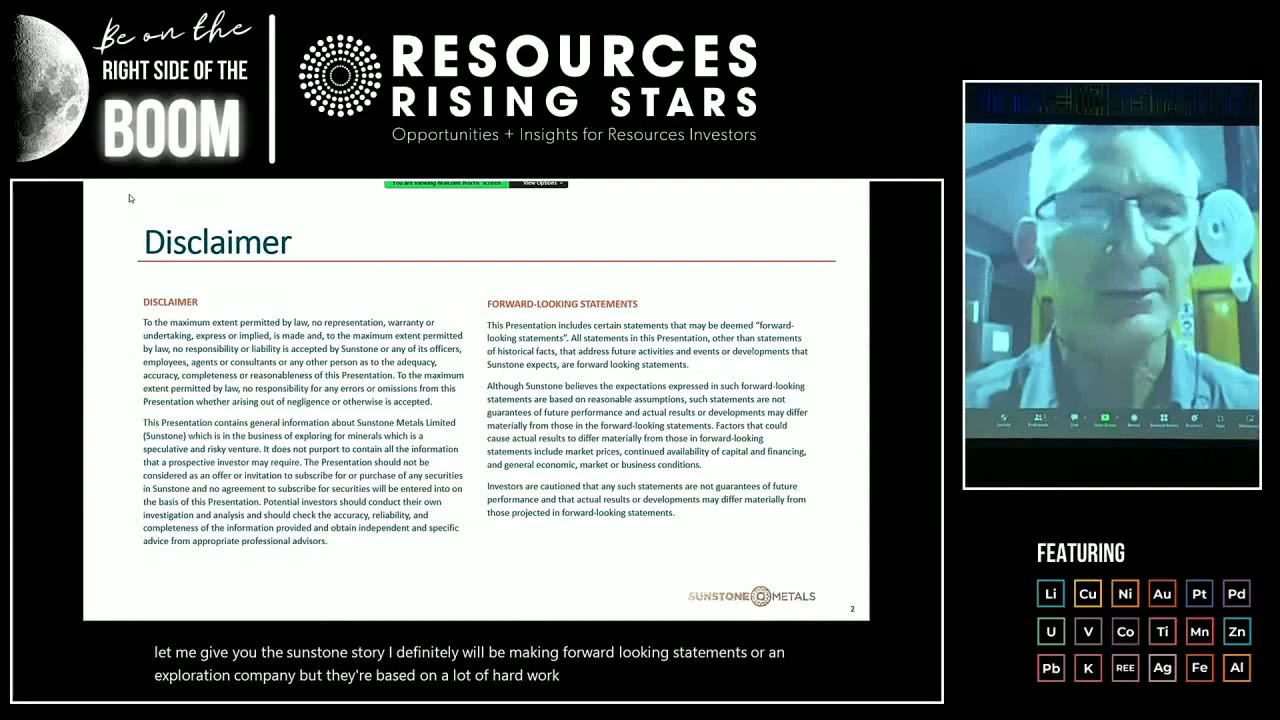 Be on the
RIGHT SIDE OF THE
BOOM
RESOURCES
RISING STARS
Opportunities + Insights for Resources Investors
You are viewing Malcolm Norris' screen
View Options
Disclaimer
DISCLAIMER
To the maximum extent permitted by law, no representation, warranty or
undertaking, express or implied, is made and, to the maximum extent permitted
by law, no responsibility or liability is accepted by Sunstone or any of its officers,
employees, agents or consultants or any other person as to the adequacy,
accuracy, completeness or reasonableness of this Presentation. To the maximum
extent permitted by law, no responsibility for any errors or omissions from this
Presentation whether arising out of negligence or otherwise is accepted.
This Presentation contains general information about Sunstone Metals Limited
(Sunstone) which is in the business of exploring for minerals which is a
speculative and risky venture. It does not purport to contain all the information
that a prospective investor may require. The Presentation should not be
considered as an offer or invitation to subscribe for or purchase of any securities
in Sunstone and no agreement to subscribe for securities will be entered into on
the basis of this Presentation. Potential investors should conduct their own
investigation and analysis and should check the accuracy, reliability, and
completeness of the information provided and obtain independent and specific
advice from appropriate professional advisors.
FORWARD-LOOKING STATEMENTS
This Presentation includes certain statements that may be deemed “forward-
looking statements”. All statements in this Presentation, other than statements
of historical facts, that address future activities and events or developments that
Sunstone expects, are forward looking statements.
Although Sunstone believes the expectations expressed in such forward-looking
statements are based on reasonable assumptions, such statements are not
guarantees of future performance and actual results or developments may differ
materially from those in the forward-looking statements. Factors that could
cause actual results to differ materially from those in forward-looking
statements include market prices, continued availability of capital and financing,
and general economic, market or business conditions.
Investors are cautioned that any such statements are not guarantees of future
performance and that actual results or developments may differ materially from
those projected in forward-looking statements.
SUNSTONE METALS
2
let me give you the sunstone story I definitely will be making forward looking statements or an
exploration company but they're based on a lot of hard work
FEATURING
Li Cu Ni Au Pt Pd
U V Co Ti Mn Zn
Pb K REE Ag Fe Al